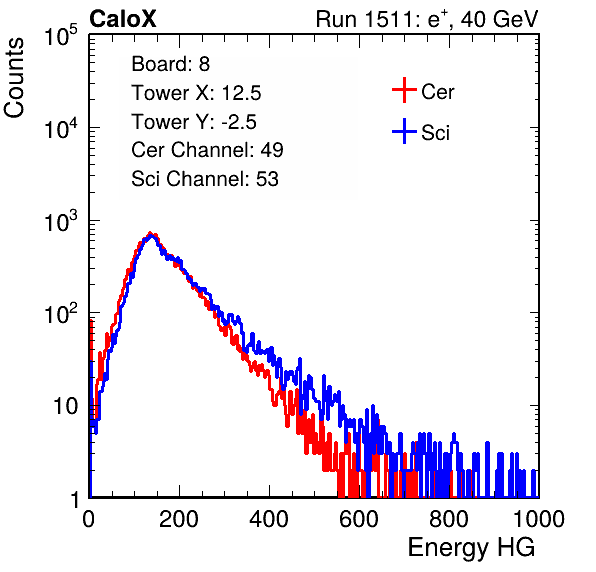 CaloX Run 1511: e⁺, 40 GeV
Counts
Board: 8
Tower X: 12.5
Tower Y: -2.5
Cer Channel: 49
Sci Channel: 53
Cer
Sci
10⁵
10⁴
10³
10²
10
1
0 200 400 600 800 1000
Energy HG